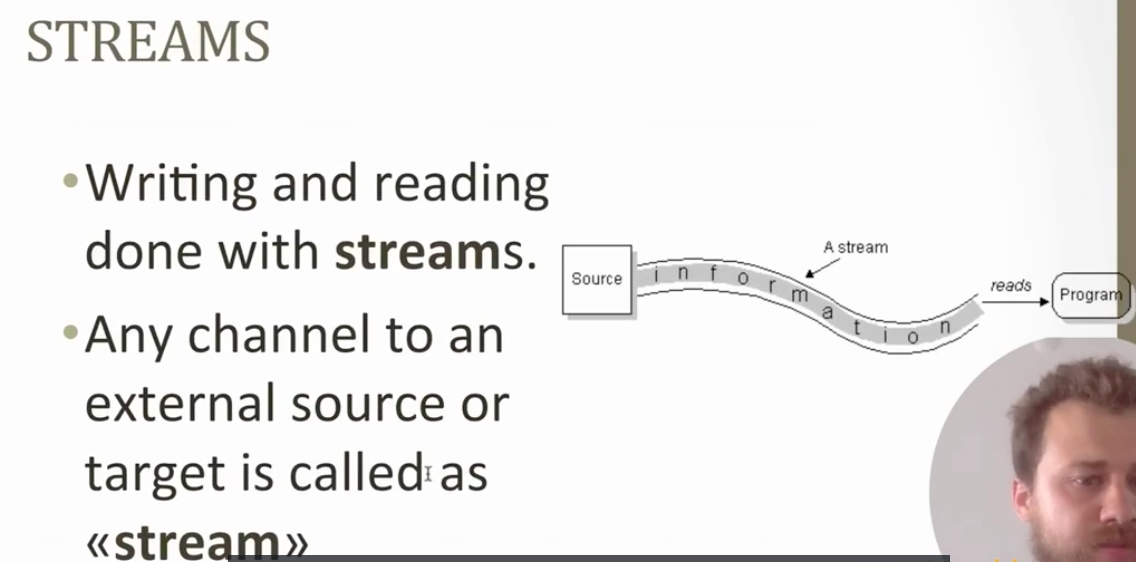 STREAMS
•Writing and reading
done with streams.
•Any channel to an
external source or
target is called as
«stream»
A stream
Source
information
reads
Program